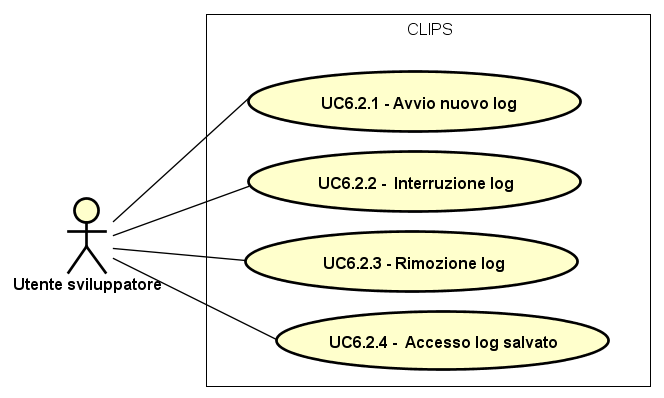 CLIPS
UC6.2.1 - Avvio nuovo log
UC6.2.2 - Interruzione log
UC6.2.3 - Rimozione log
Utente sviluppatore
UC6.2.4 - Accesso log salvato